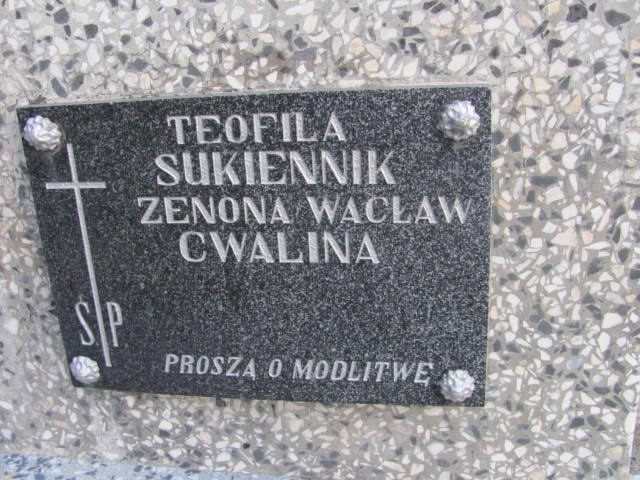 TEOFILA
SUKIENNIK
ZENONA WACŁAW
CWALINA
Ś P
PROSZĄ O MODLITWĘ